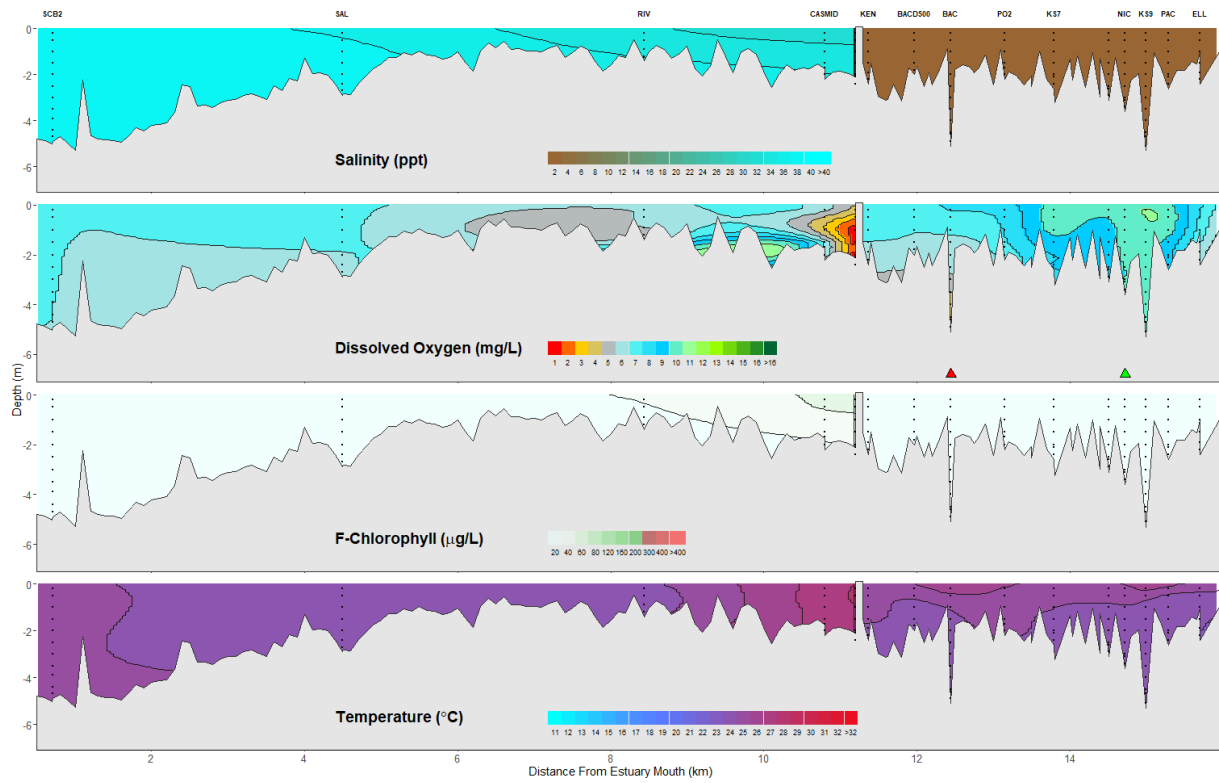 SCB2 SAL RIV CASMID KEN BACD500 BAC PO2 KS7 NIC KS9 PAC ELL
0
-2
-4
-6
Salinity (ppt)
2 4 6 8 10 12 14 16 18 20 22 24 26 28 30 32 34 36 38 40 >40
0
-2
-4
-6
Dissolved Oxygen (mg/L)
1 2 3 4 5 6 7 8 9 10 11 12 13 14 15 16 >16
Depth (m)
0
-2
-4
-6
F-Chlorophyll (μg/L)
20 40 60 80 120 160 200 300 400 >400
0
-2
-4
-6
Temperature (°C)
11 12 13 14 15 16 17 18 19 20 22 23 24 25 26 27 28 29 30 31 32 >32
2 4 6 8 10 12 14
Distance From Estuary Mouth (km)